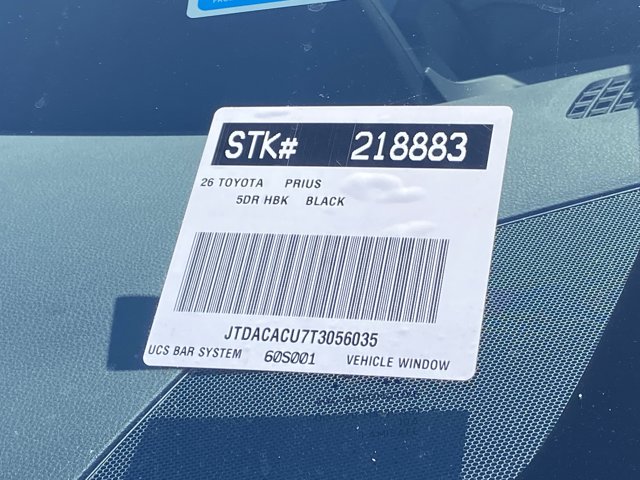 STK# 218883
26 TOYOTA PRIUS
5DR HBK BLACK
JTDACACU7T3056035
UCS BAR SYSTEM 60S001 VEHICLE WINDOW